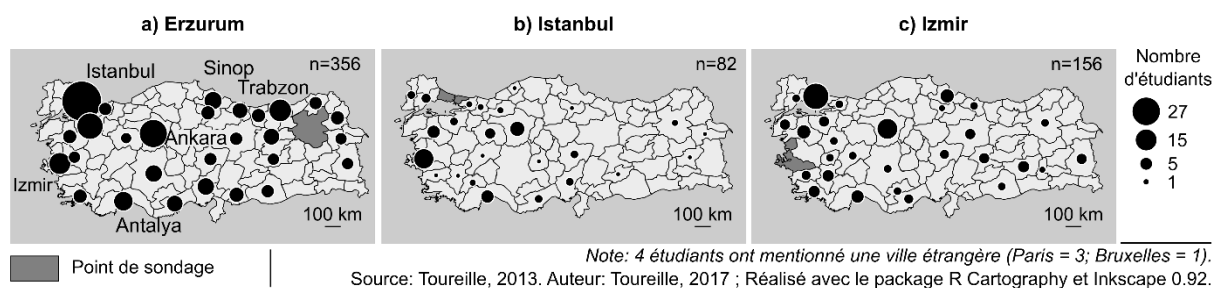 a) Erzurum
b) Istanbul
c) Izmir
n=356
Istanbul
Sinop
Trabzon
Ankara
Izmir
Antalya
100 km
n=82
100 km
n=156
100 km
Nombre
d'étudiants
27
15
5
1
Point de sondage
Note: 4 étudiants ont mentionné une ville étrangère (Paris = 3; Bruxelles = 1).
Source: Toureille, 2013. Auteur: Toureille, 2017 ; Réalisé avec le package R Cartography et Inkscape 0.92.